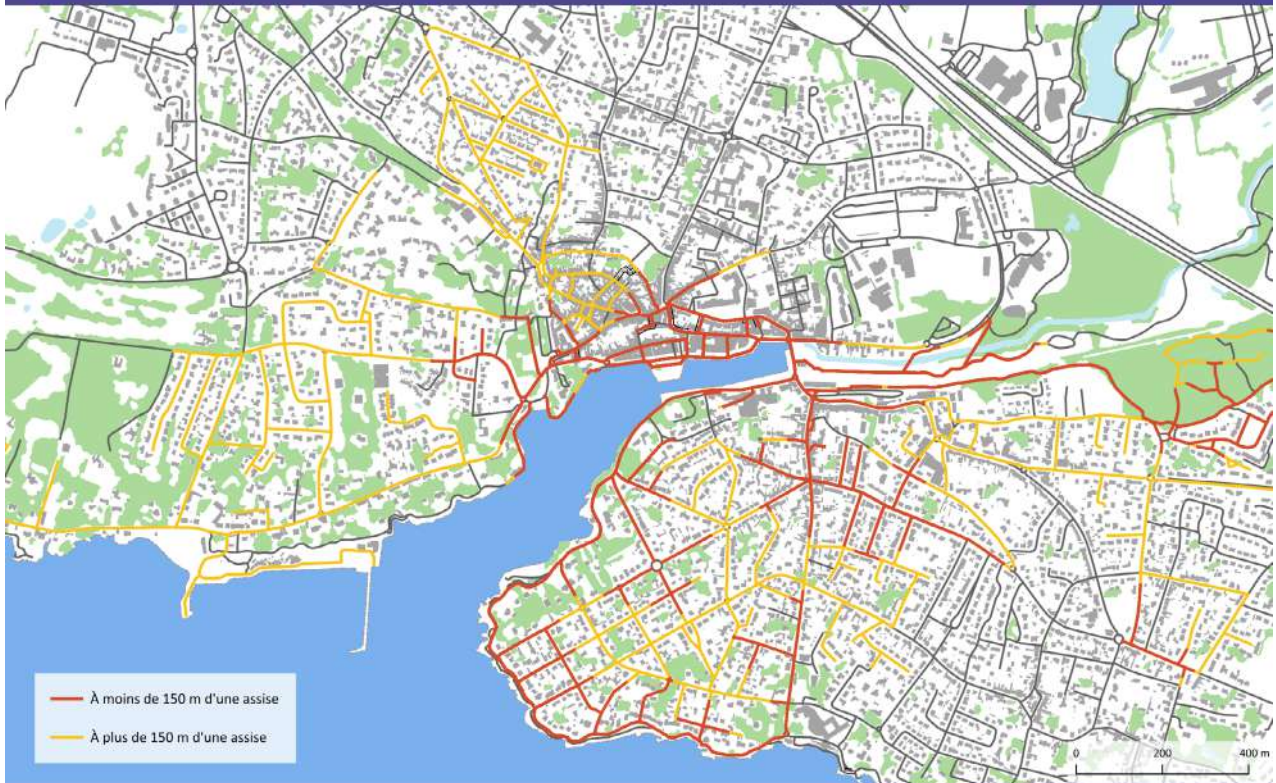 À moins de 150 m d'une assise
À plus de 150 m d'une assise
0 200 400 m